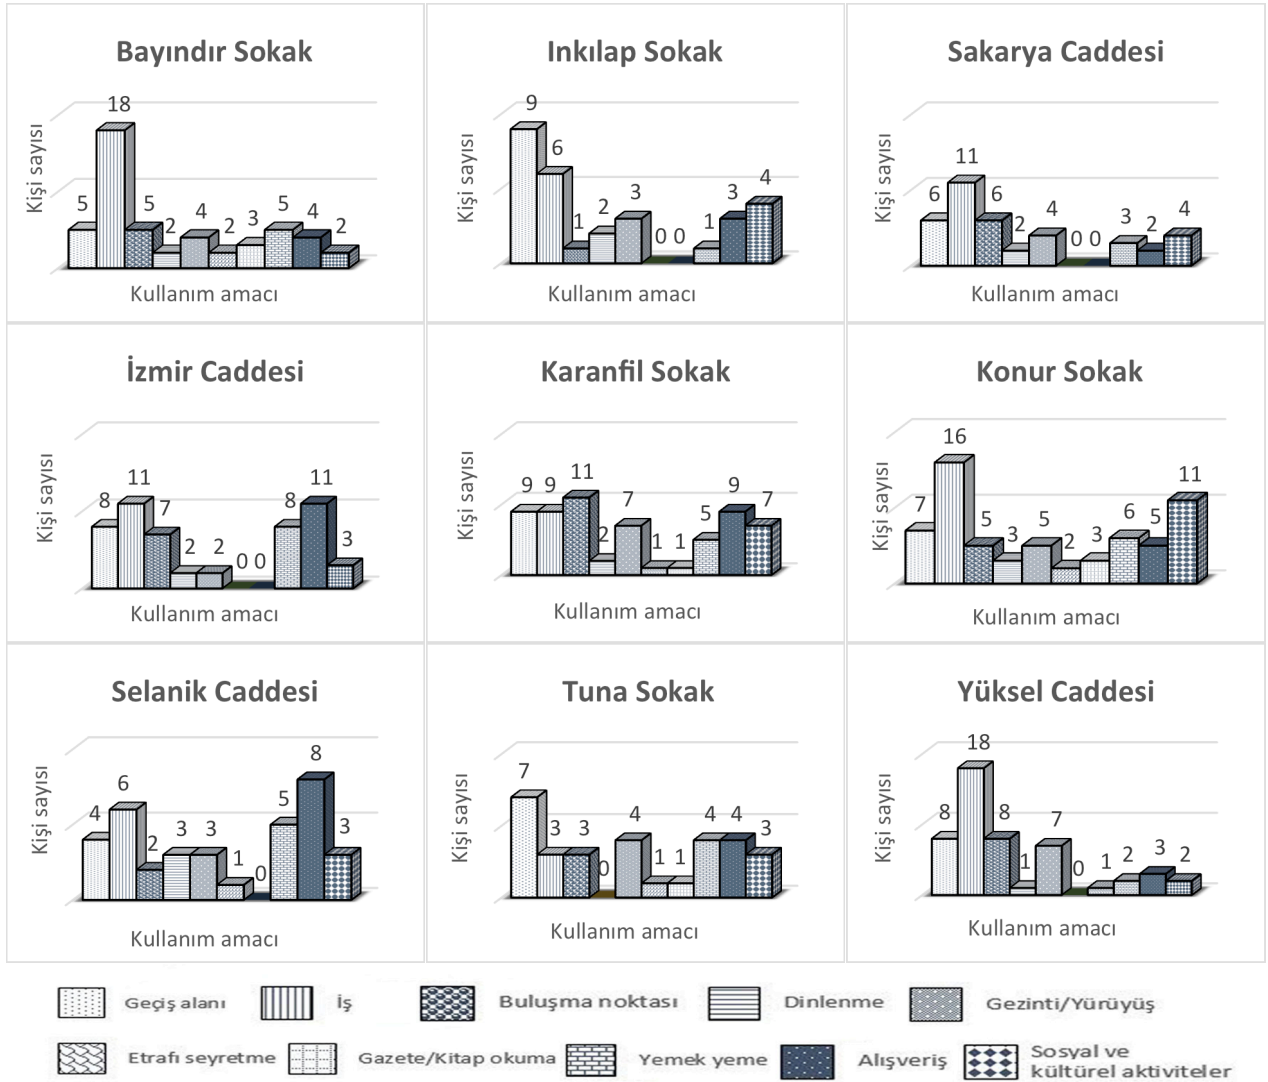 Bayındır Sokak
Kişi sayısı
5 18 5 2 4 2 3 5 4 2
Kullanım amacı
Inkılap Sokak
Kişi sayısı
9 6 1 2 3 0 0 1 3 4
Kullanım amacı
Sakarya Caddesi
Kişi sayısı
6 11 6 2 4 0 0 3 2 4
Kullanım amacı
İzmir Caddesi
Kişi sayısı
8 11 7 2 2 0 0 8 11 3
Kullanım amacı
Karanfil Sokak
Kişi sayısı
9 9 11 2 7 1 1 5 9 7
Kullanım amacı
Konur Sokak
Kişi sayısı
7 16 5 3 5 2 3 6 5 11
Kullanım amacı
Selanik Caddesi
Kişi sayısı
4 6 2 3 3 1 0 5 8 3
Kullanım amacı
Tuna Sokak
Kişi sayısı
7 3 3 0 4 1 1 4 4 3
Kullanım amacı
Yüksel Caddesi
Kişi sayısı
8 18 8 1 7 0 1 2 3 2
Kullanım amacı
Geçiş alanı İş Buluşma noktası Dinlenme Gezinti/Yürüyüş
Etrafı seyretme Gazete/Kitap okuma Yemek yeme Alışveriş Sosyal ve
kültürel aktiviteler